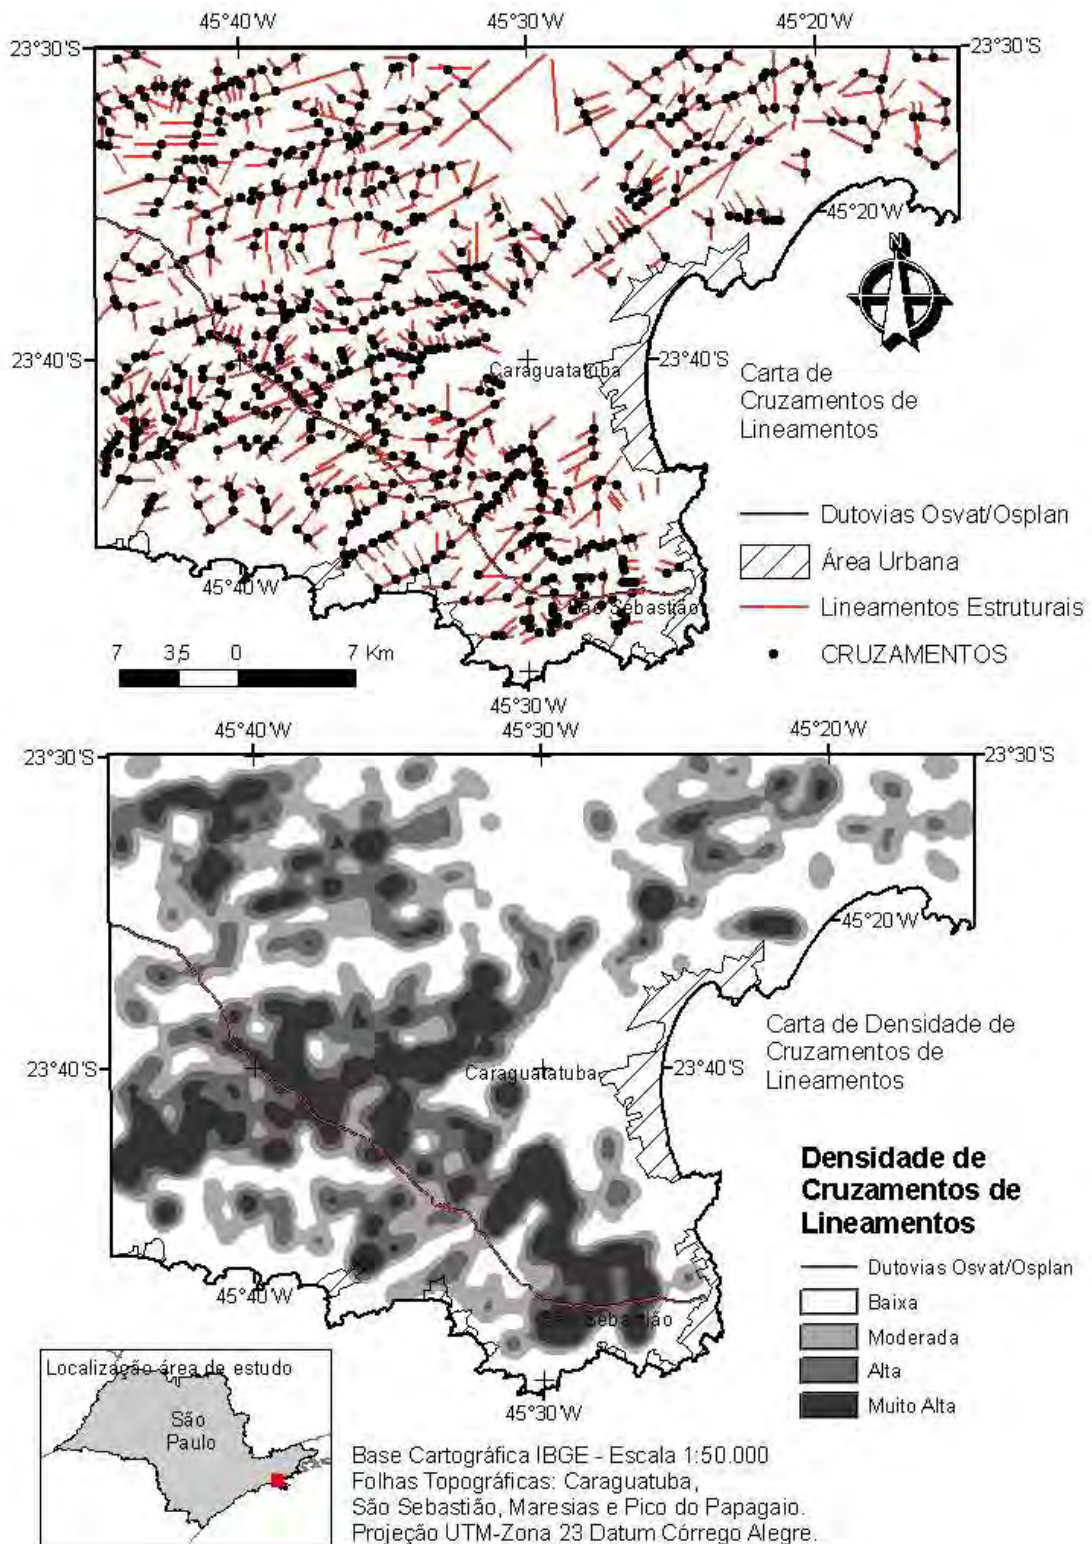 45°40'W
45°30'W
45°20'W
23°30'S
23°30'S
45°20'W
N
23°40'S
Caraguatatuba
23°40'S
Carta de
Cruzamentos de
Lineamentos
Dutovias Osvat/Osplan
Área Urbana
45°40'W
São Sebastião
Lineamentos Estruturais
7 3,5 0 7 Km
CRUZAMENTOS
45°30'W
45°40'W
45°30'W
45°20'W
23°30'S
23°30'S
45°20'W
Carta de Densidade de
Cruzamentos de
Lineamentos
23°40'S
Caraguatatuba
23°40'S
Densidade de
Cruzamentos de
Lineamentos
Dutovias Osvat/Osplan
45°40'W
Baixa
São Sebastião
Moderada
Localização área de estudo
Alta
Muito Alta
45°30'W
São
Paulo
Base Cartográfica IBGE - Escala 1:50.000
Folhas Topográficas: Caraguatuba,
São Sebastião, Maresias e Pico do Papagaio.
Projeção UTM-Zona 23 Datum Córrego Alegre.